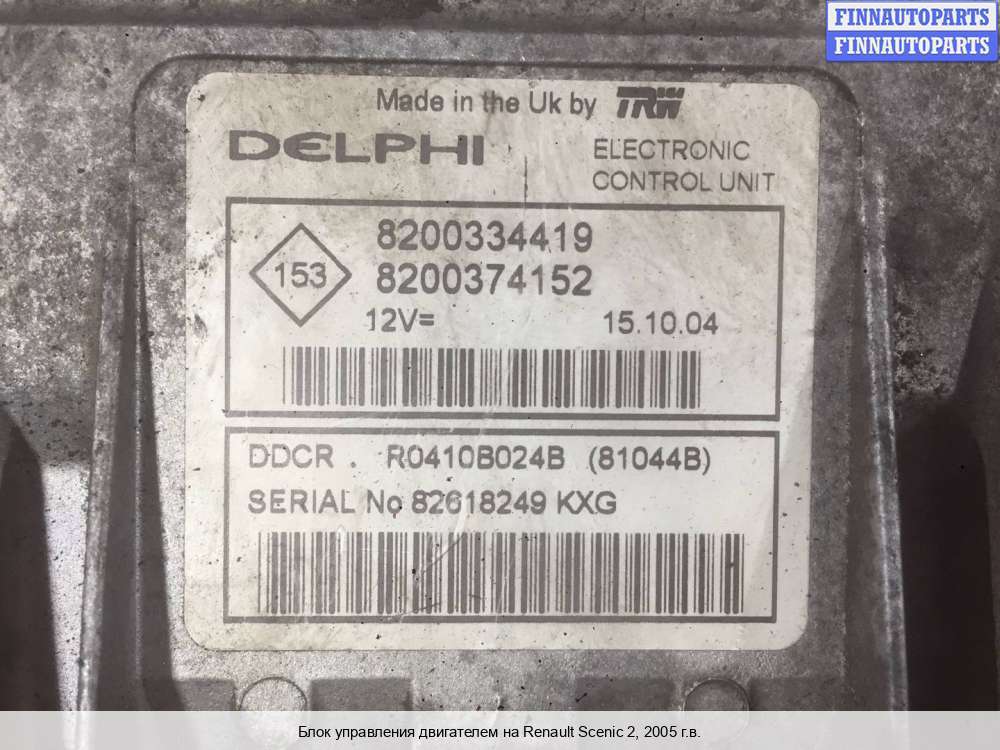 FINNAUTOPARTS
FINNAUTOPARTS
Made in the Uk by TRW
DELPHI
ELECTRONIC
CONTROL UNIT
153
8200334419
8200374152
12V=
15.10.04
DDCR . R0410B024B (81044B)
SERIAL No 82618249 KXG
Блок управления двигателем на Renault Scenic 2, 2005 г.в.